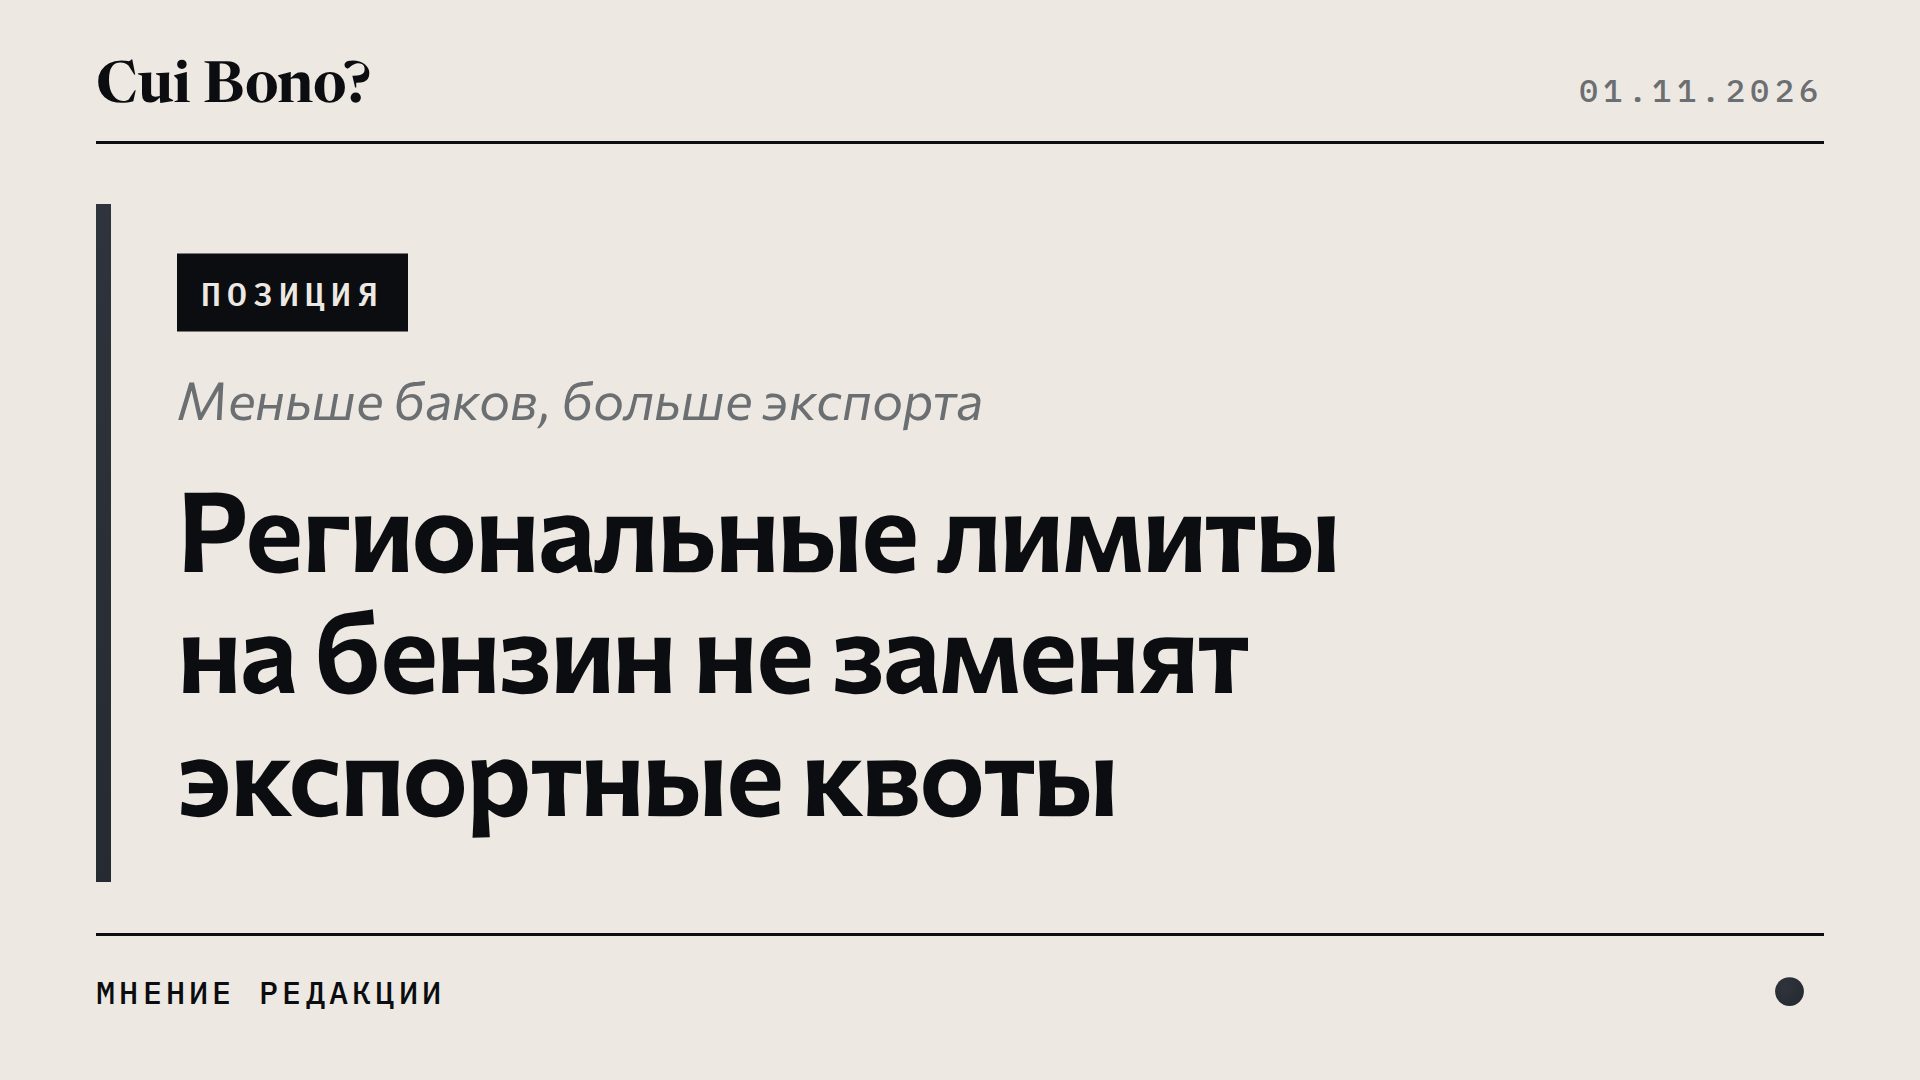 Cui Bono?
01.11.2026
ПОЗИЦИЯ
Меньше баков, больше экспорта
Региональные лимиты
на бензин не заменят
экспортные квоты
МНЕНИЕ РЕДАКЦИИ